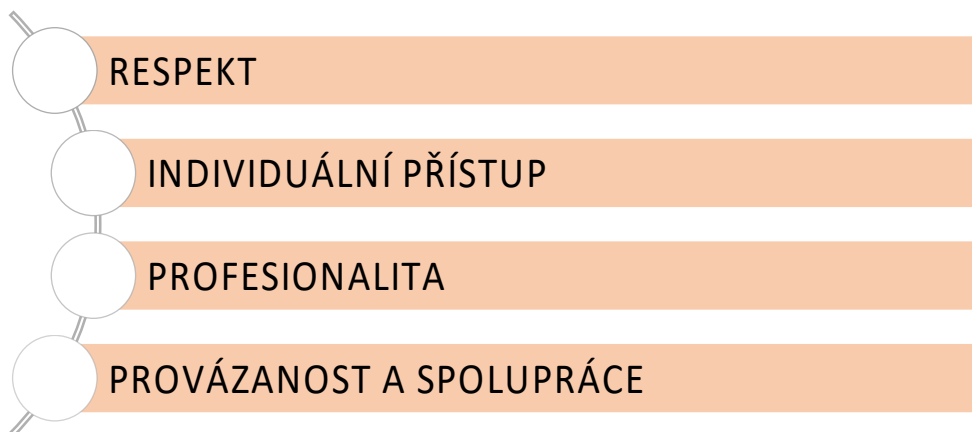 RESPEKT
INDIVIDUÁLNÍ PŘÍSTUP
PROFESIONALITA
PROVÁZANOST A SPOLUPRÁCE